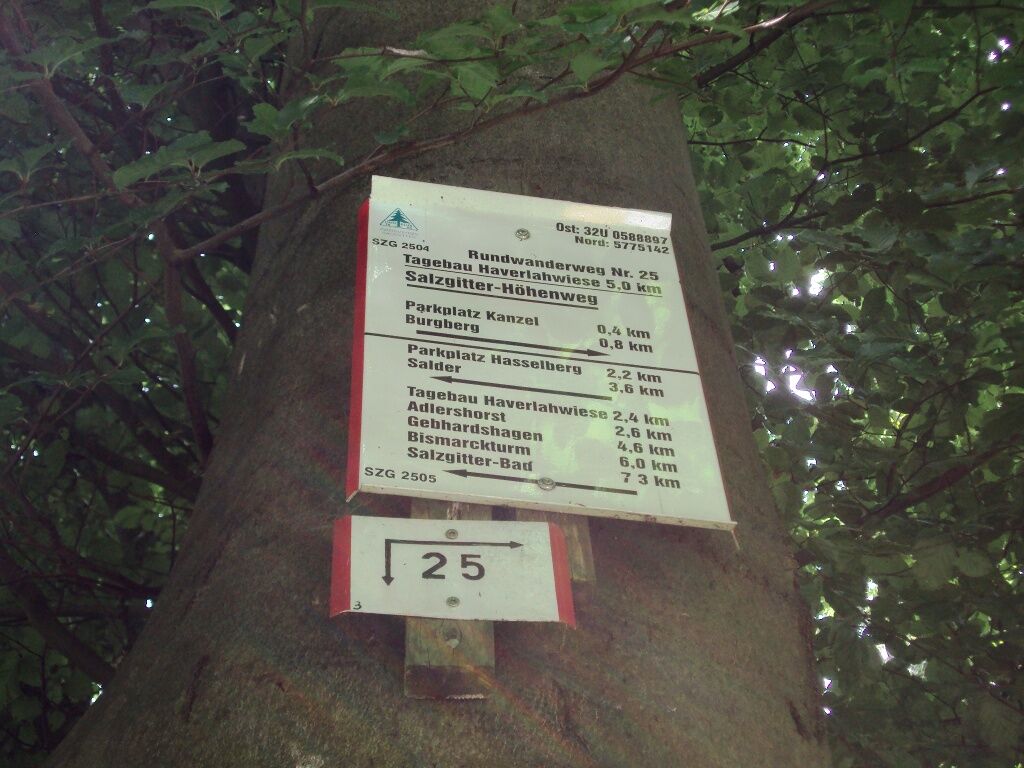 Ost: 32U 0588897
Nord: 5775142
SZG 2504
Rundwanderweg Nr. 25
Tagebau Haverlahwiese 5,0 km
Salzgitter-Höhenweg
Parkplatz Kanzel 0,4 km
Burgberg 0,8 km
Parkplatz Hasselberg 2,2 km
Salder 3,6 km
Tagebau Haverlahwiese 2,4 km
Adlershorst 2,6 km
Gebhardshagen 4,6 km
Bismarckturm 6,0 km
Salzgitter-Bad 7 3 km
SZG 2505
25
3